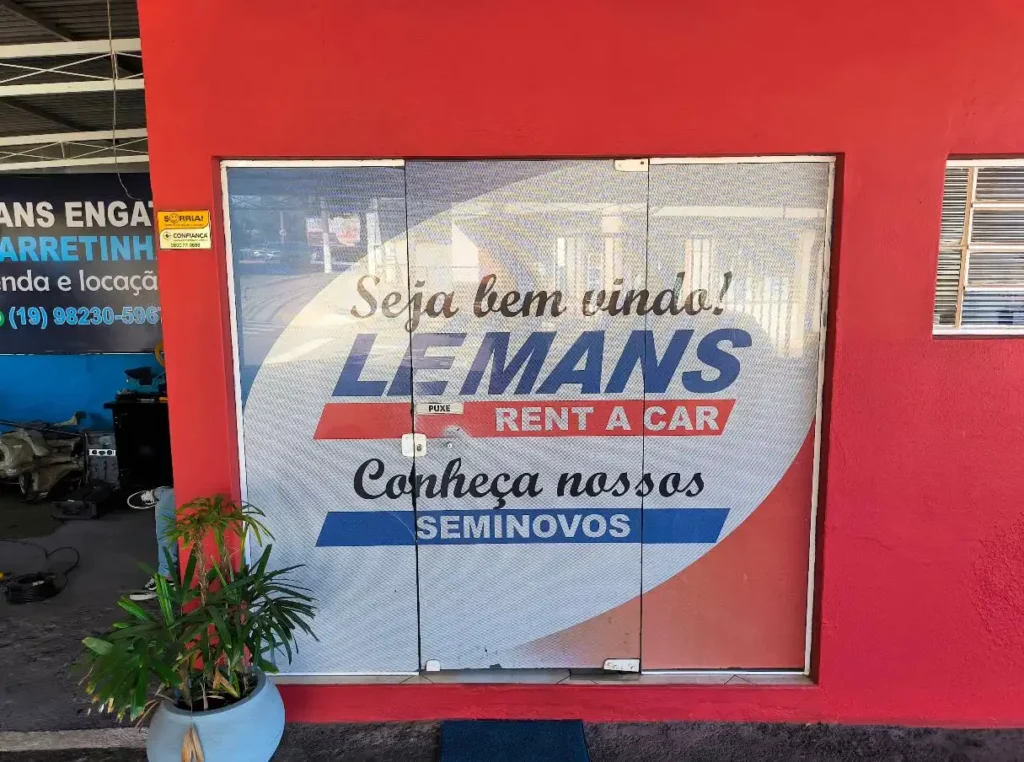 ANS ENGAT
ARRETINH
enda e locaçã
(19) 98230-596
SORRIA!
CONFIANÇA
Seja bem vindo!
LEMANS
PUXE
RENT A CAR
Conheça nossos
SEMINOVOS